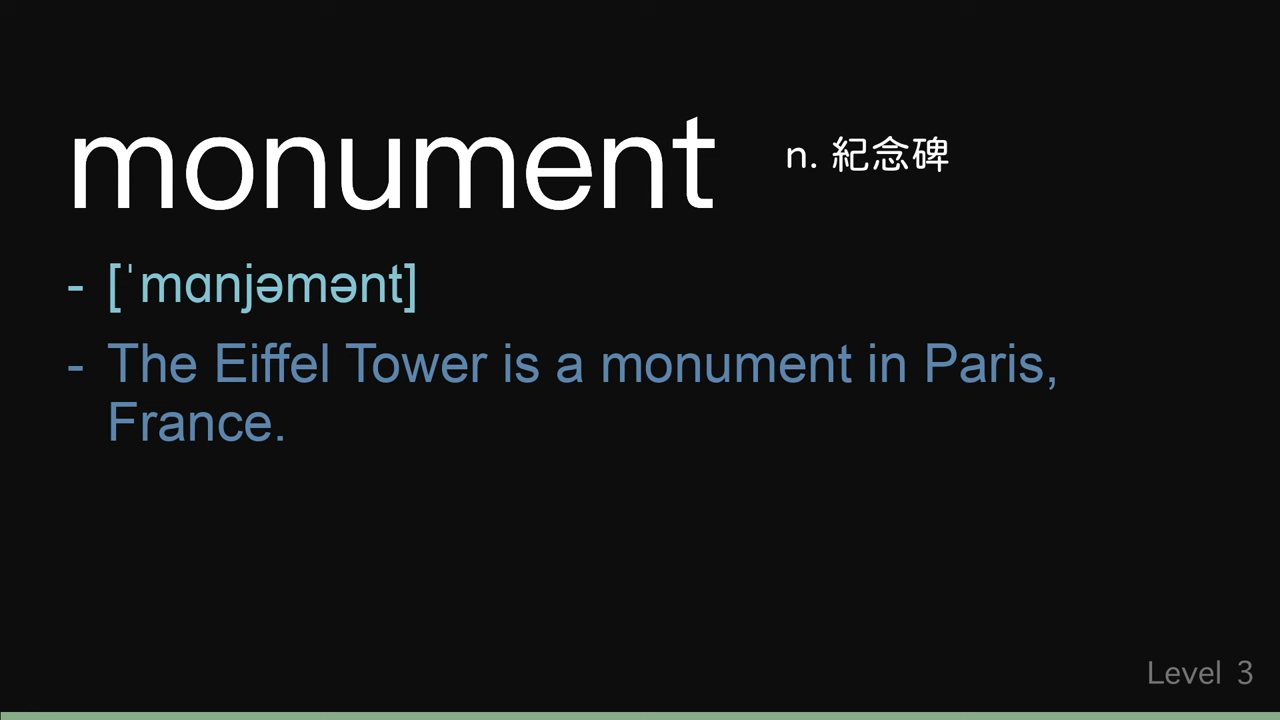 monument n. 紀念碑
- [ˈmɑnjəmənt]
- The Eiffel Tower is a monument in Paris,
France.
Level 3